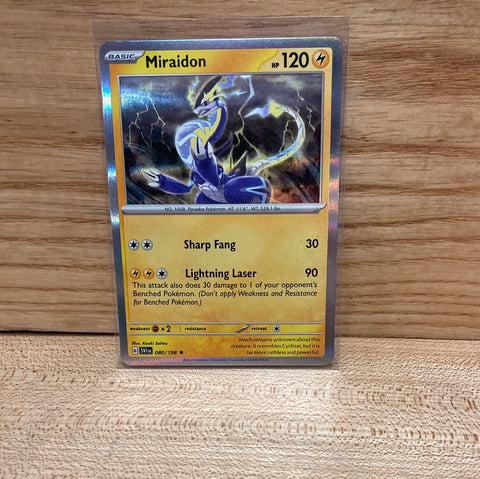 BASIC Miraidon HP 120
NO. 1008 Paradox Pokémon HT: 11'6" WT: 529.1 lbs.
Sharp Fang 30
Lightning Laser 90
This attack also does 30 damage to 1 of your opponent's
Benched Pokémon. (Don't apply Weakness and Resistance
for Benched Pokémon.)
weakness × 2 resistance retreat
Illus. Kouki Saitou
Much remains unknown about this
creature. It resembles Cyclizar, but it is
far more ruthless and powerful.
SVI EN 080/198 ★